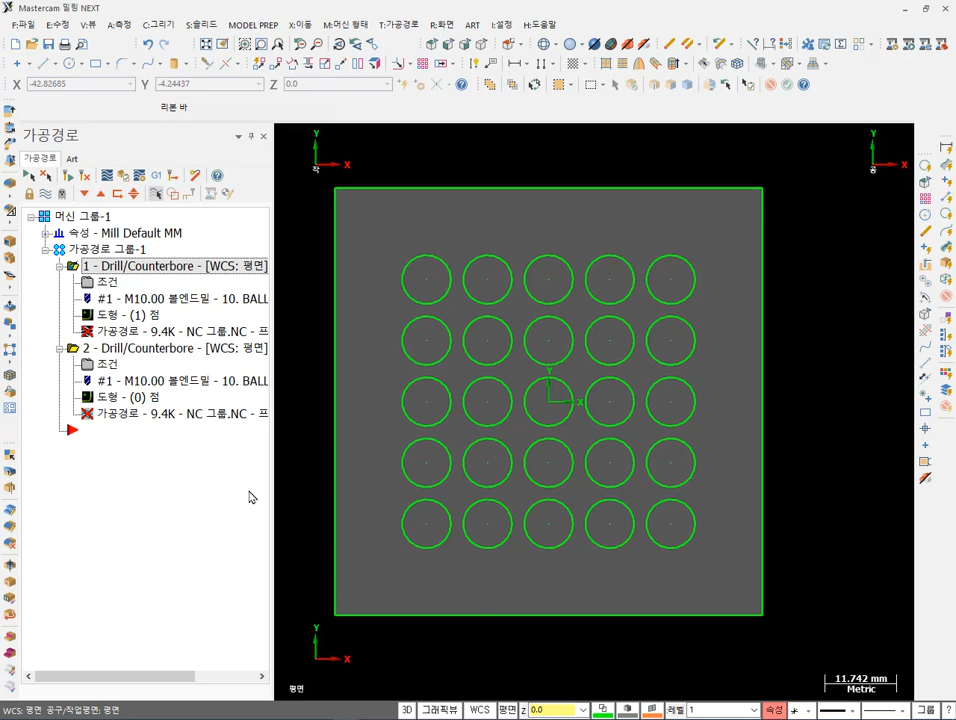 Mastercam 밀링 NEXT
F:파일 E:수정 V:뷰 A:측정 C:그리기 S:솔리드 MODEL PREP X:이동 M:머신 형태 T:가공경로 R:화면 ART I:설정 H:도움말
X -42.82685 Y -4.24437 Z 0.0
리본 바
가공경로
가공경로 Art
G1
머신 그룹-1
속성 - Mill Default MM
가공경로 그룹-1
1 - Drill/Counterbore - [WCS: 평면]
조건
#1 - M10.00 볼엔드밀 - 10. BALL
도형 - (1) 점
가공경로 - 9.4K - NC 그룹.NC - 프
2 - Drill/Counterbore - [WCS: 평면]
조건
#1 - M10.00 볼엔드밀 - 10. BALL
도형 - (0) 점
가공경로 - 9.4K - NC 그룹.NC - 프
Y
X
작
Y
X
공
Y
X
Y
X
평면
11.742 mm
Metric
WCS: 평면 공구/작업평면: 평면
3D 그래픽뷰 WCS 평면 Z 0.0 레벨 1 속성 그룹 ?